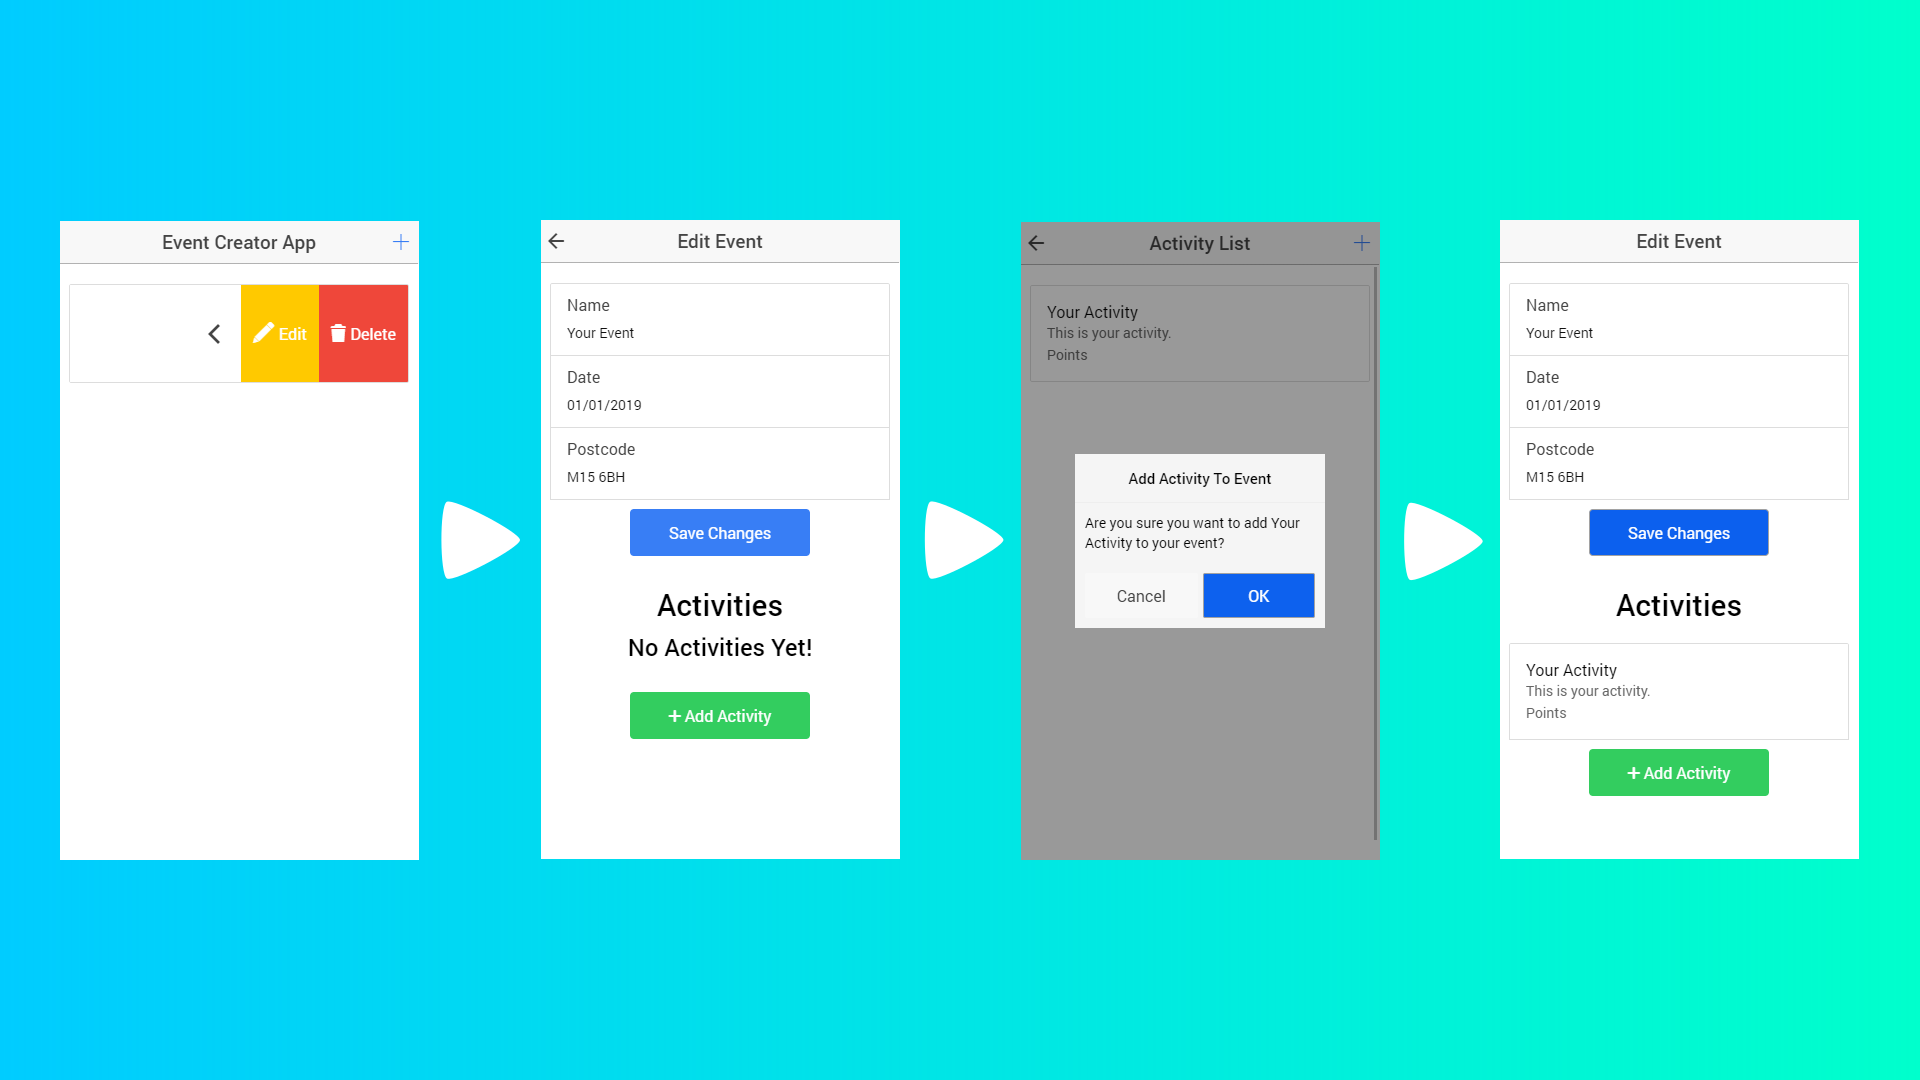 Event Creator App
Edit
Delete
Edit Event
Name
Your Event
Date
01/01/2019
Postcode
M15 6BH
Save Changes
Activities
No Activities Yet!
+ Add Activity
Activity List
Your Activity
This is your activity.
Points
Add Activity To Event
Are you sure you want to add Your
Activity to your event?
Cancel
OK
Edit Event
Name
Your Event
Date
01/01/2019
Postcode
M15 6BH
Save Changes
Activities
Your Activity
This is your activity.
Points
+ Add Activity